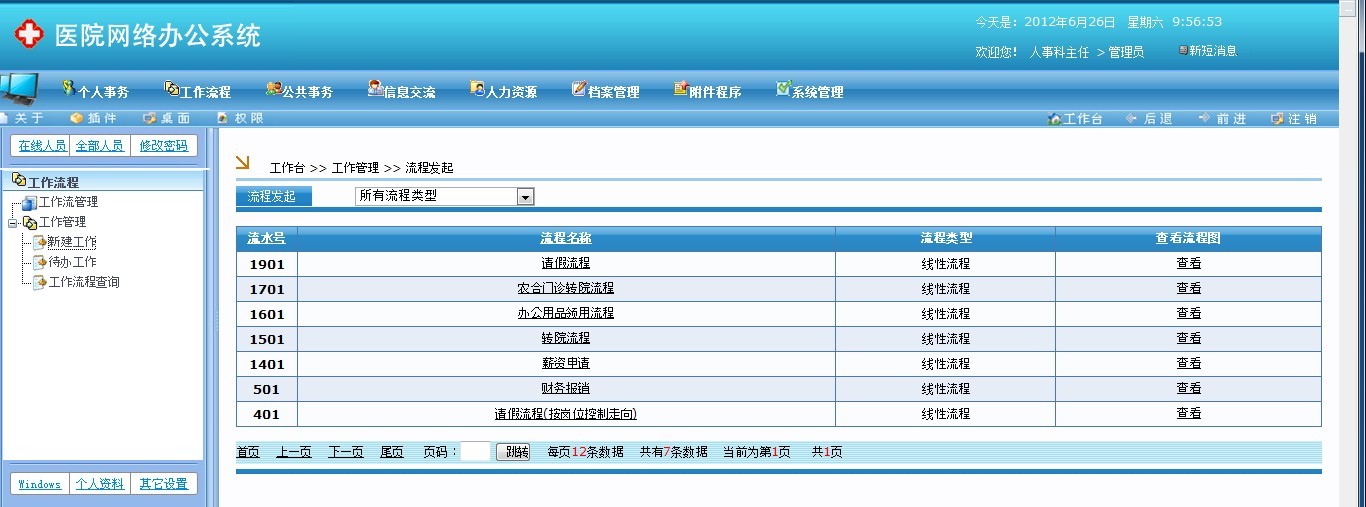 今天是：2012年6月26日 星期六 9:56:53
医院网络办公系统
欢迎您！ 人事科主任 > 管理员 新短消息
个人事务 工作流程 公共事务 信息交流 人力资源 档案管理 附件程序 系统管理
关于 插件 桌面 权限 工作台 后退 前进 注销
在线人员 全部人员 修改密码
工作台 >> 工作管理 >> 流程发起
工作流程
流程发起 所有流程类型
工作流管理
工作管理
新建工作
待办工作
工作流程查询
流水号 流程名称 流程类型 查看流程图
1901 请假流程 线性流程 查看
1701 农合门诊转院流程 线性流程 查看
1601 办公用品领用流程 线性流程 查看
1501 转院流程 线性流程 查看
1401 薪资申请 线性流程 查看
501 财务报销 线性流程 查看
401 请假流程(按岗位控制走向) 线性流程 查看
首页 上一页 下一页 尾页 页码： 跳转 每页12条数据 共有7条数据 当前为第1页 共1页
Windows 个人资料 其它设置